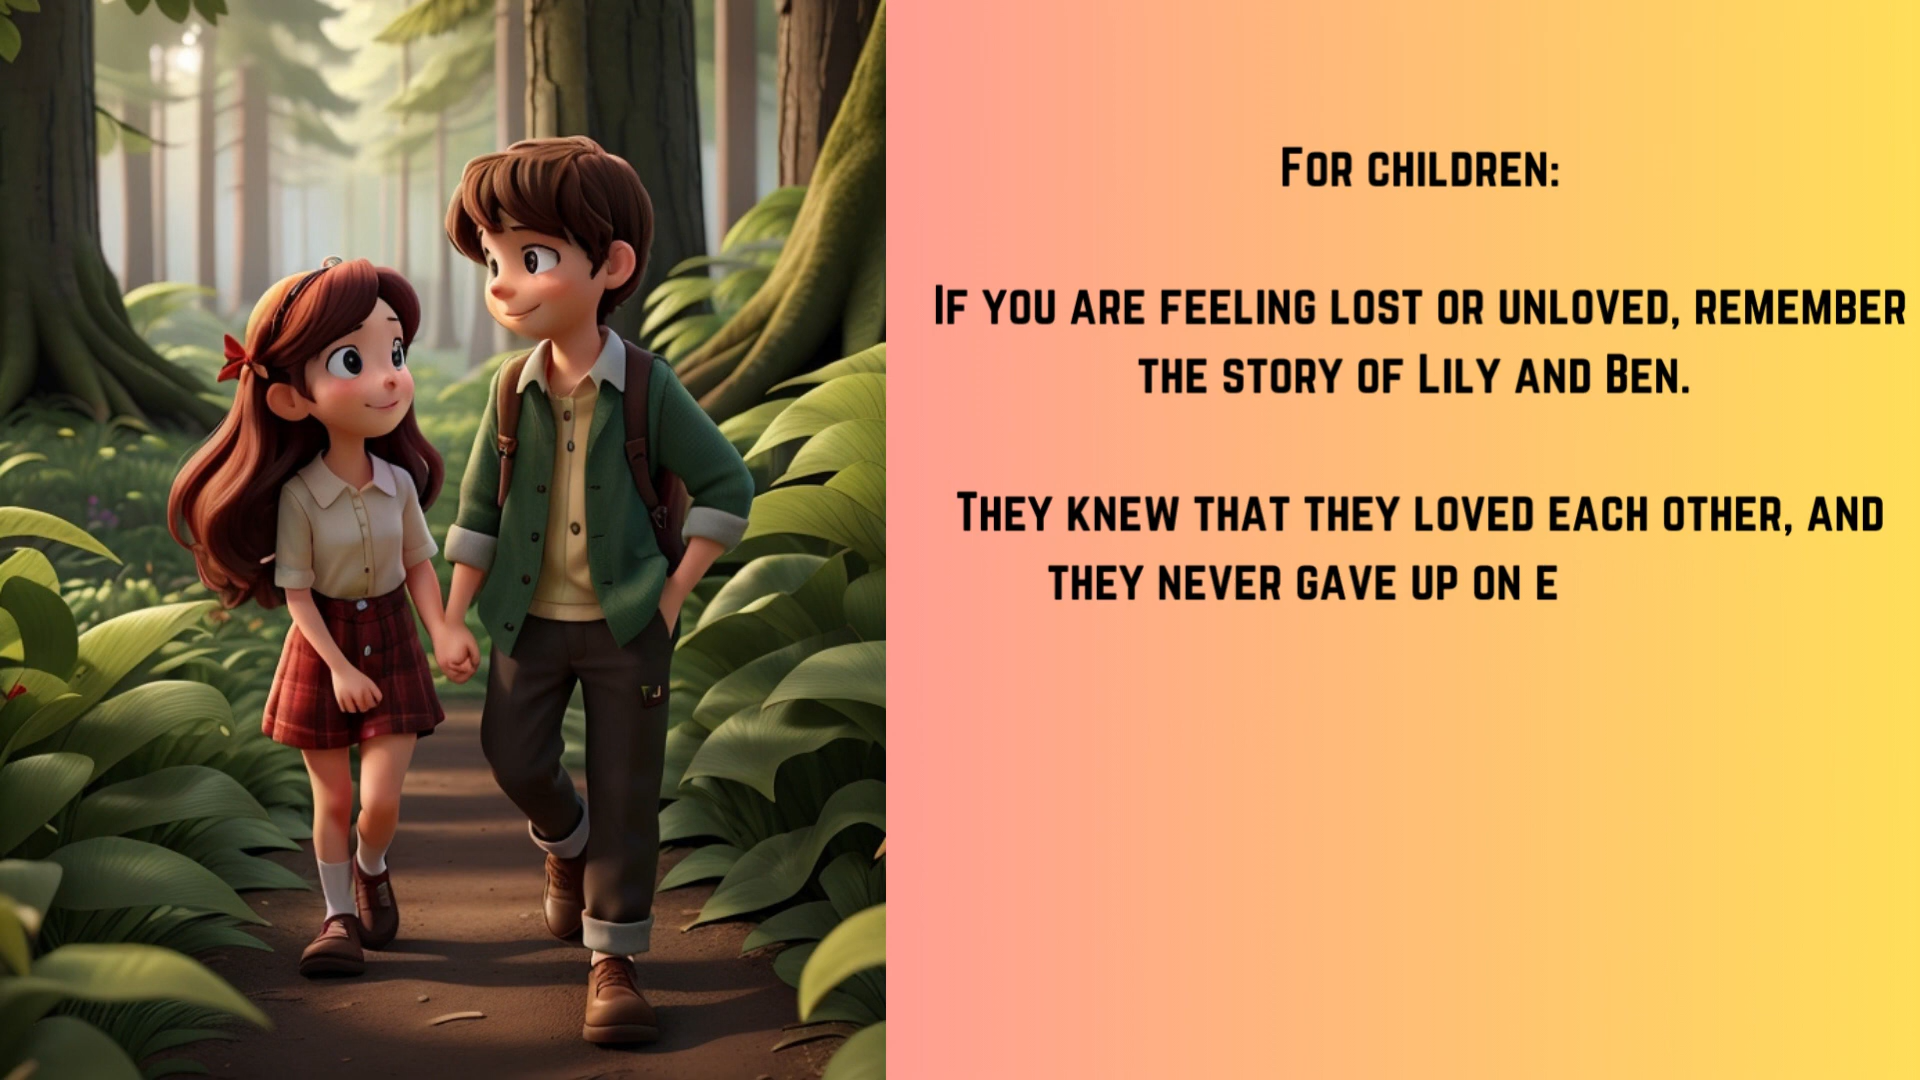 For children:
If you are feeling lost or unloved, remember
the story of Lily and Ben.
They knew that they loved each other, and
they never gave up on e